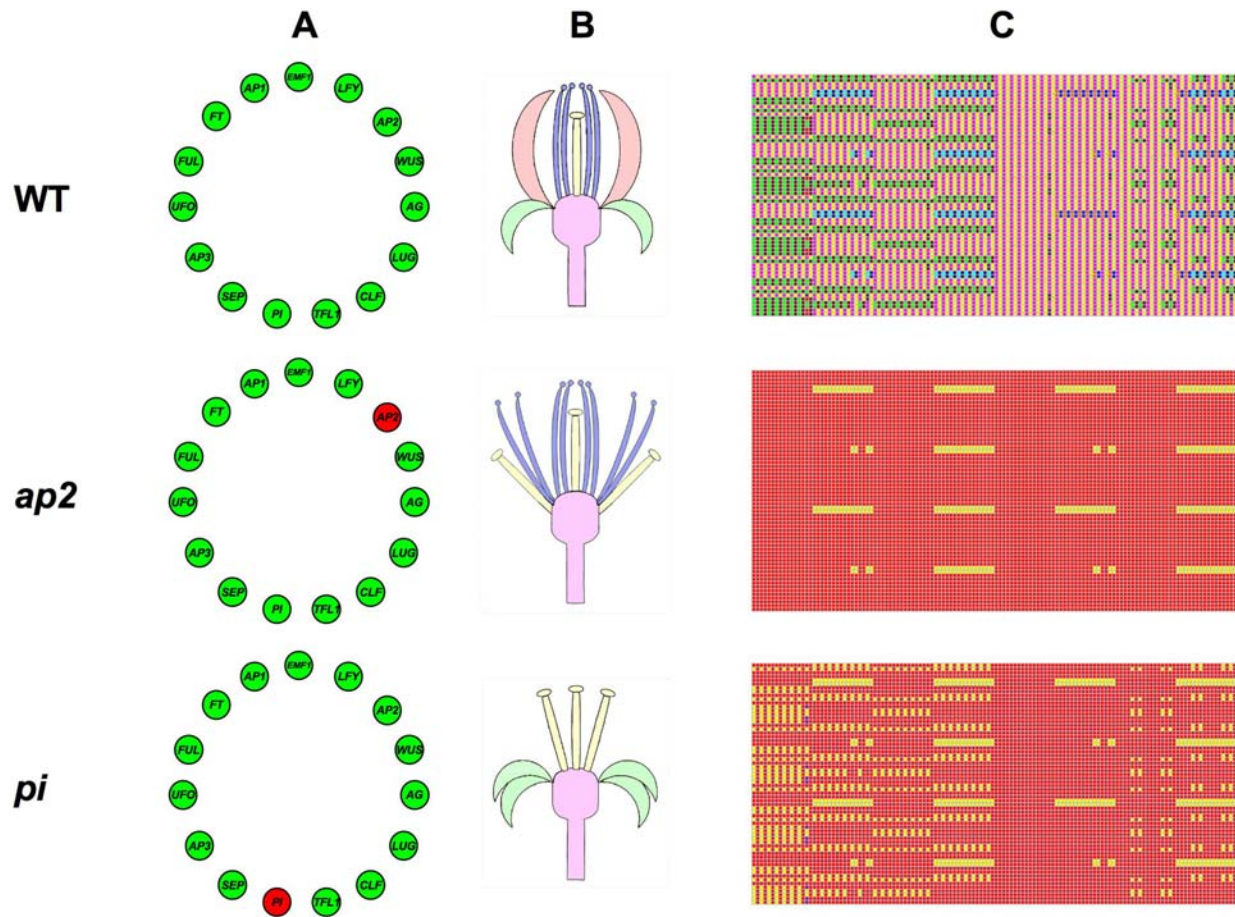 A B C
WT
EMF1
LFY
AP2
WUS
AG
LUG
CLF
TFL1
PI
SEP
AP3
UFO
FUL
FT
AP1
ap2
EMF1
LFY
AP2
WUS
AG
LUG
CLF
TFL1
PI
SEP
AP3
UFO
FUL
FT
AP1
pi
EMF1
LFY
AP2
WUS
AG
LUG
CLF
TFL1
PI
SEP
AP3
UFO
FUL
FT
AP1